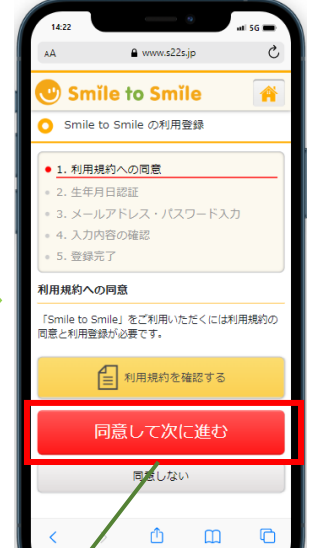 14:22
5G
AA
www.s22s.jp
Smile to Smile
Smile to Smile の利用登録
1. 利用規約への同意
2. 生年月日認証
3. メールアドレス・パスワード入力
4. 入力内容の確認
5. 登録完了
利用規約への同意
「Smile to Smile」をご利用いただくには利用規約の
同意と利用登録が必要です。
利用規約を確認する
同意して次に進む
同意しない